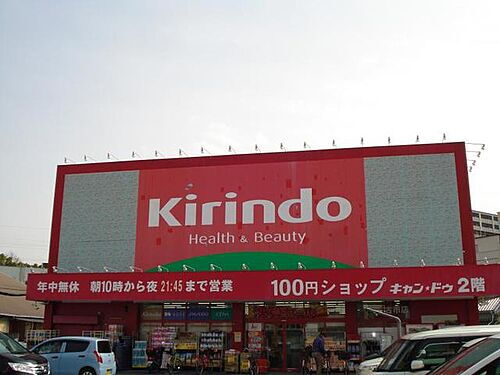 Kirindo
Health & Beauty
年中無休 朝10時から夜21:45まで営業 100円ショップ キャン・ドゥ 2階